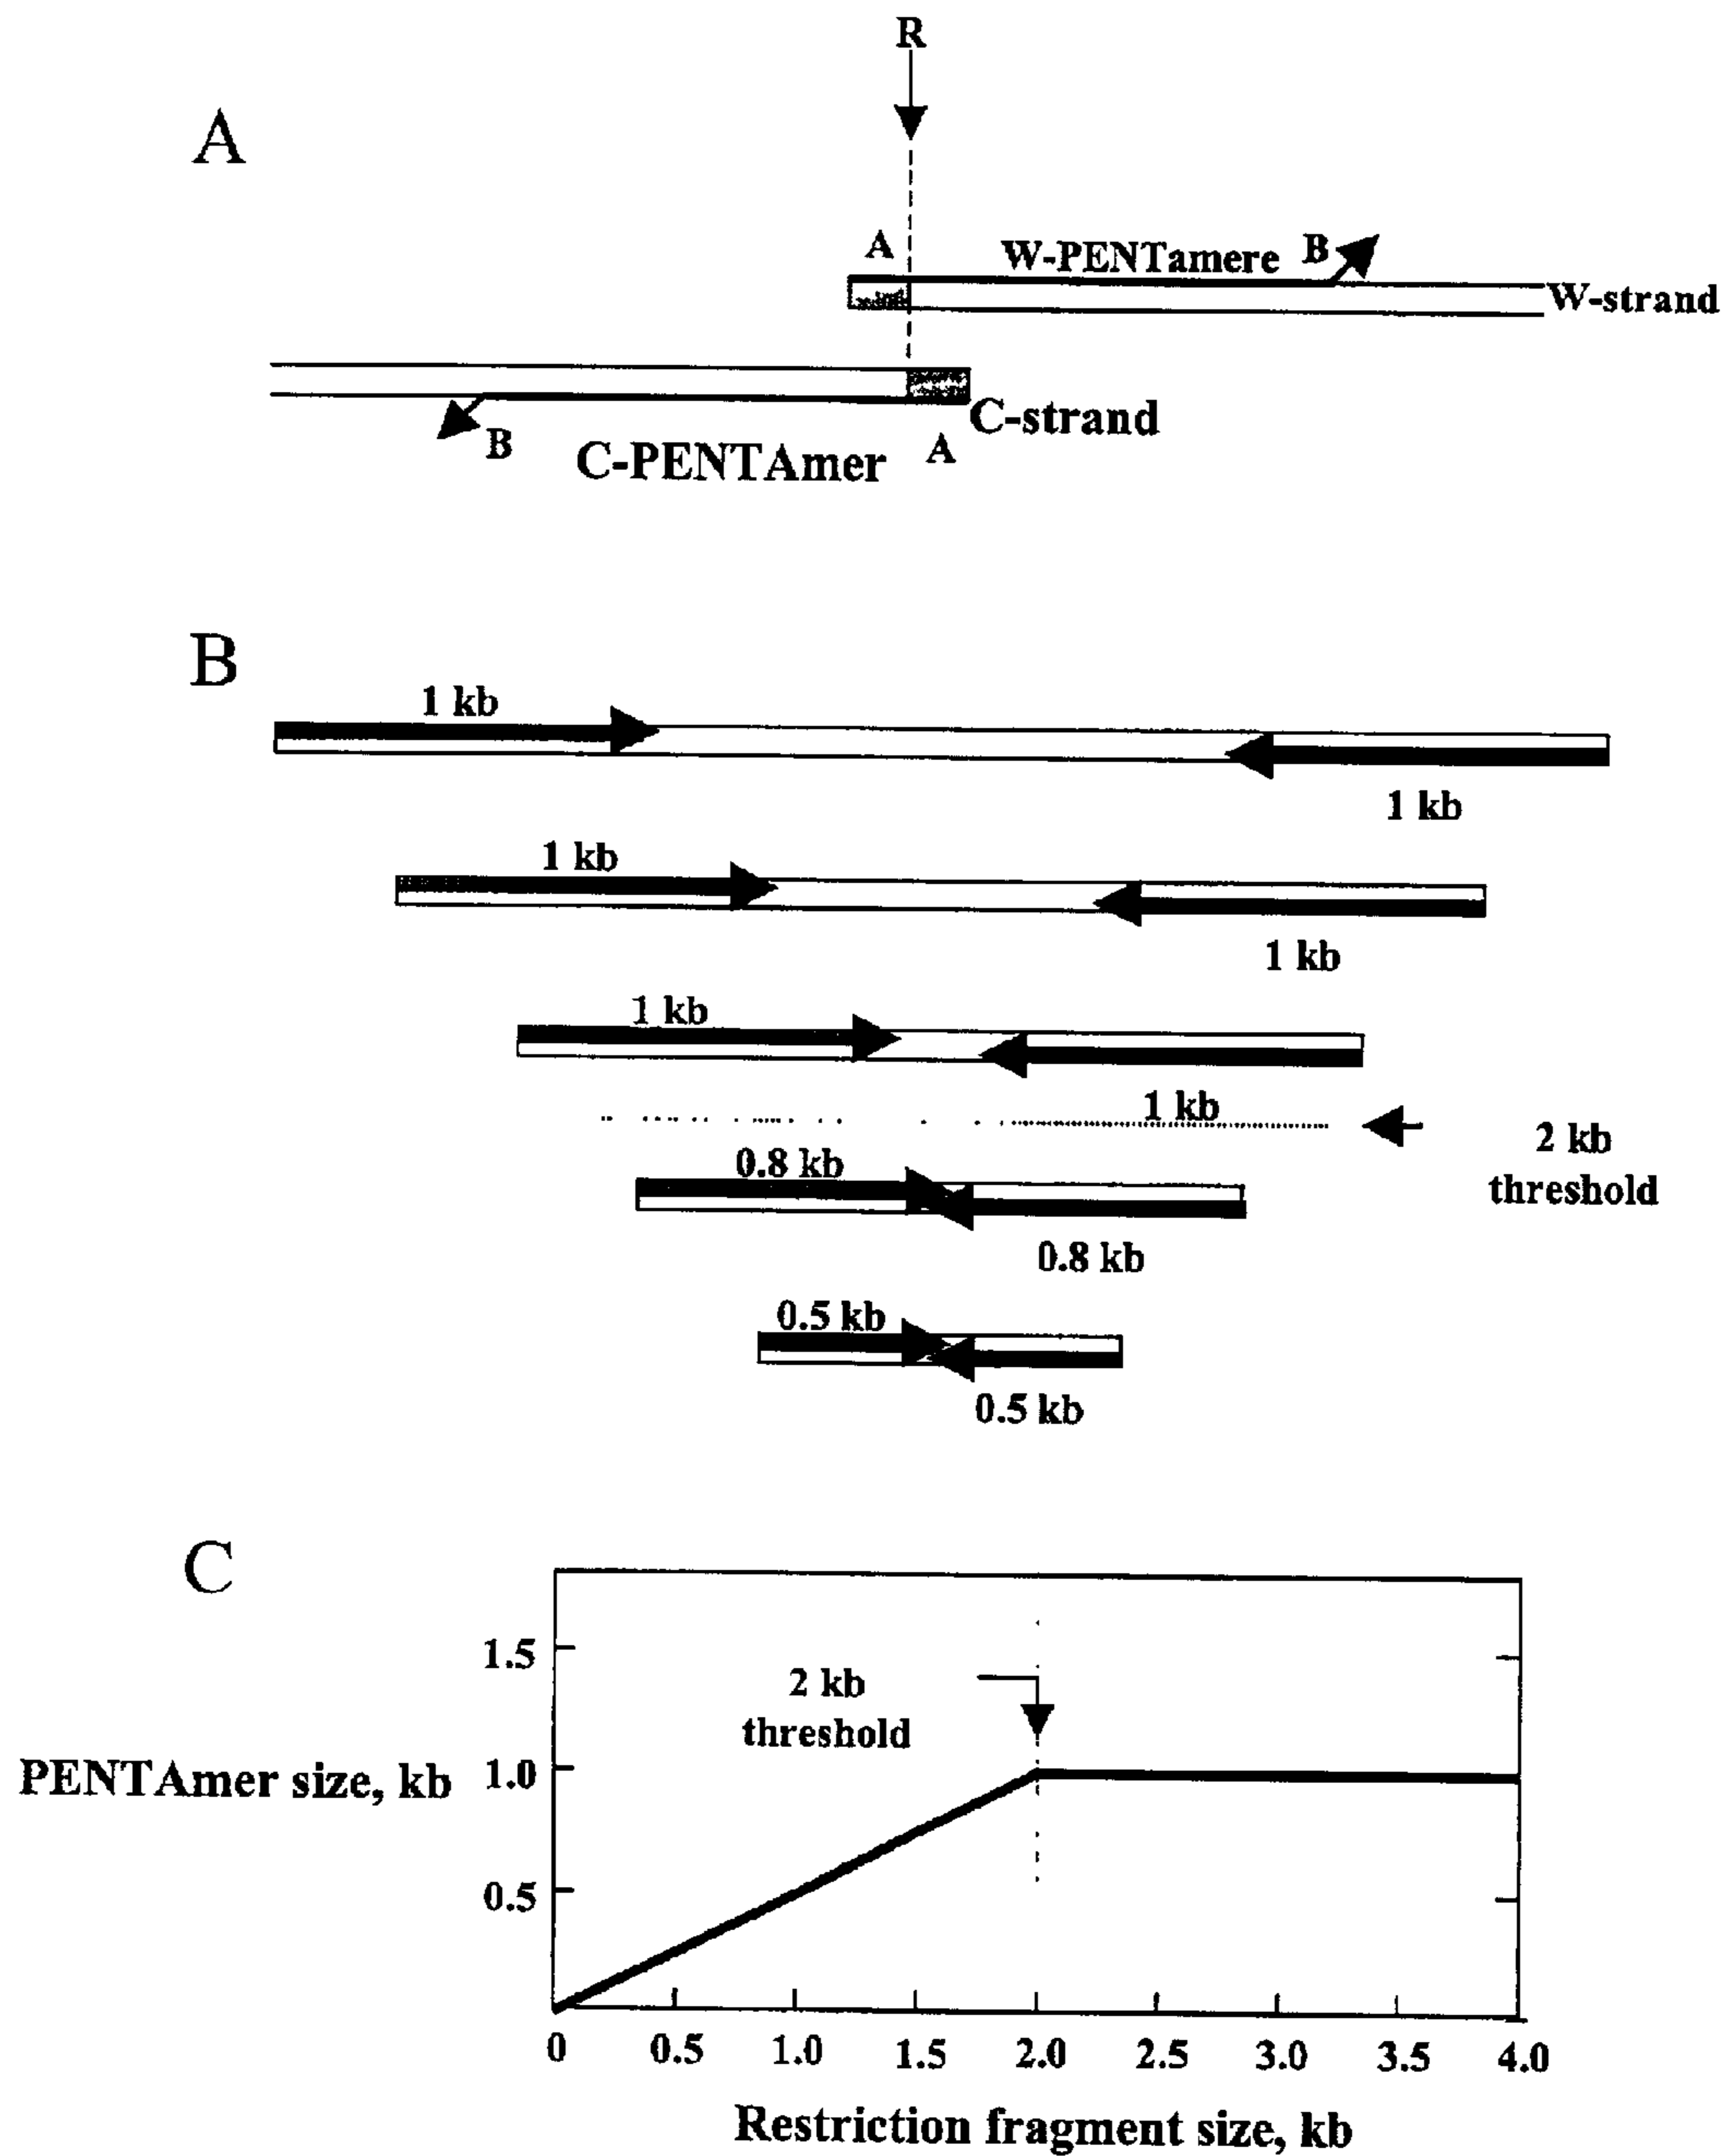 R
A
A
W-PENTamere
B
W-strand
B
C-PENTAmer
A
C-strand
B
1 kb
1 kb
1 kb
1 kb
1 kb
1 kb
2 kb
threshold
0.8 kb
0.8 kb
0.5 kb
0.5 kb
C
1.5
2 kb
threshold
PENTAmer size, kb
1.0
0.5
0 0.5 1.0 1.5 2.0 2.5 3.0 3.5 4.0
Restriction fragment size, kb